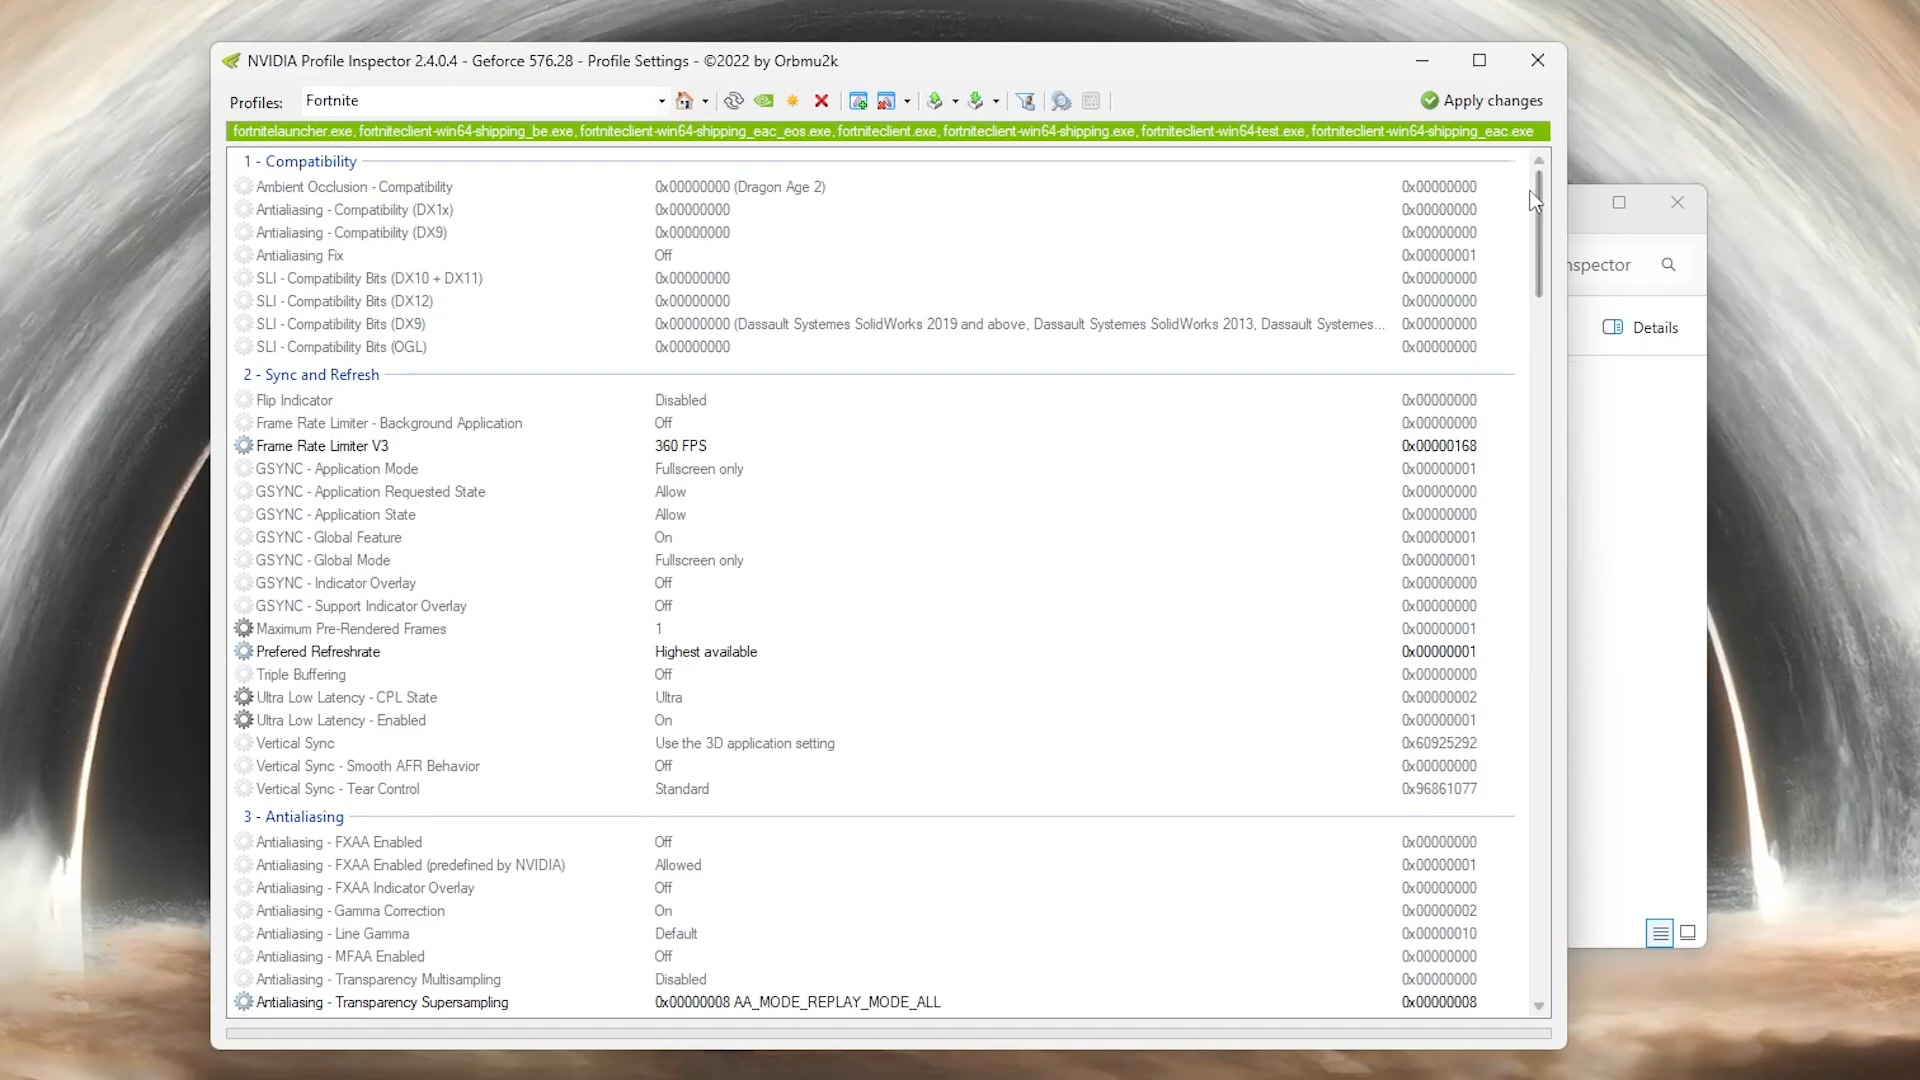 NVIDIA Profile Inspector 2.4.0.4 - Geforce 576.28 - Profile Settings - ©2022 by Orbmu2k
Profiles: Fortnite Apply changes
fortnitelauncher.exe, fortniteclient-win64-shipping_be.exe, fortniteclient-win64-shipping_eac_eos.exe, fortniteclient.exe, fortniteclient-win64-shipping.exe, fortniteclient-win64-test.exe, fortniteclient-win64-shipping_eac.exe
1 - Compatibility
Ambient Occlusion - Compatibility 0x00000000 (Dragon Age 2) 0x00000000
Antialiasing - Compatibility (DX1x) 0x00000000 0x00000000
Antialiasing - Compatibility (DX9) 0x00000000 0x00000000
Antialiasing Fix Off 0x00000001
SLI - Compatibility Bits (DX10 + DX11) 0x00000000 0x00000000
SLI - Compatibility Bits (DX12) 0x00000000 0x00000000
SLI - Compatibility Bits (DX9) 0x00000000 (Dassault Systemes SolidWorks 2019 and above, Dassault Systemes SolidWorks 2013, Dassault Systemes... 0x00000000
SLI - Compatibility Bits (OGL) 0x00000000 0x00000000
2 - Sync and Refresh
Flip Indicator Disabled 0x00000000
Frame Rate Limiter - Background Application Off 0x00000000
Frame Rate Limiter V3 360 FPS 0x00000168
GSYNC - Application Mode Fullscreen only 0x00000001
GSYNC - Application Requested State Allow 0x00000000
GSYNC - Application State Allow 0x00000000
GSYNC - Global Feature On 0x00000001
GSYNC - Global Mode Fullscreen only 0x00000001
GSYNC - Indicator Overlay Off 0x00000000
GSYNC - Support Indicator Overlay Off 0x00000000
Maximum Pre-Rendered Frames 1 0x00000001
Prefered Refreshrate Highest available 0x00000001
Triple Buffering Off 0x00000000
Ultra Low Latency - CPL State Ultra 0x00000002
Ultra Low Latency - Enabled On 0x00000001
Vertical Sync Use the 3D application setting 0x60925292
Vertical Sync - Smooth AFR Behavior Off 0x00000000
Vertical Sync - Tear Control Standard 0x96861077
3 - Antialiasing
Antialiasing - FXAA Enabled Off 0x00000000
Antialiasing - FXAA Enabled (predefined by NVIDIA) Allowed 0x00000001
Antialiasing - FXAA Indicator Overlay Off 0x00000000
Antialiasing - Gamma Correction On 0x00000002
Antialiasing - Line Gamma Default 0x00000010
Antialiasing - MFAA Enabled Off 0x00000000
Antialiasing - Transparency Multisampling Disabled 0x00000000
Antialiasing - Transparency Supersampling 0x00000008 AA_MODE_REPLAY_MODE_ALL 0x00000008
nspector
Details